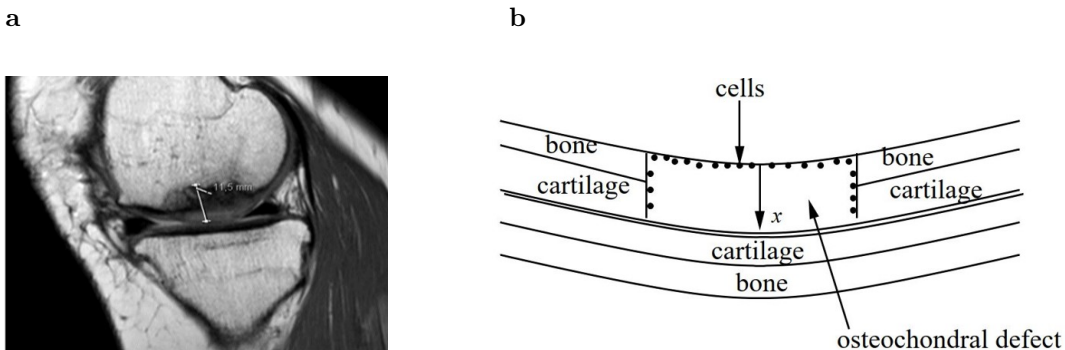 a
b
11,5 mm
cells
bone
bone
cartilage
cartilage
x
cartilage
bone
osteochondral defect